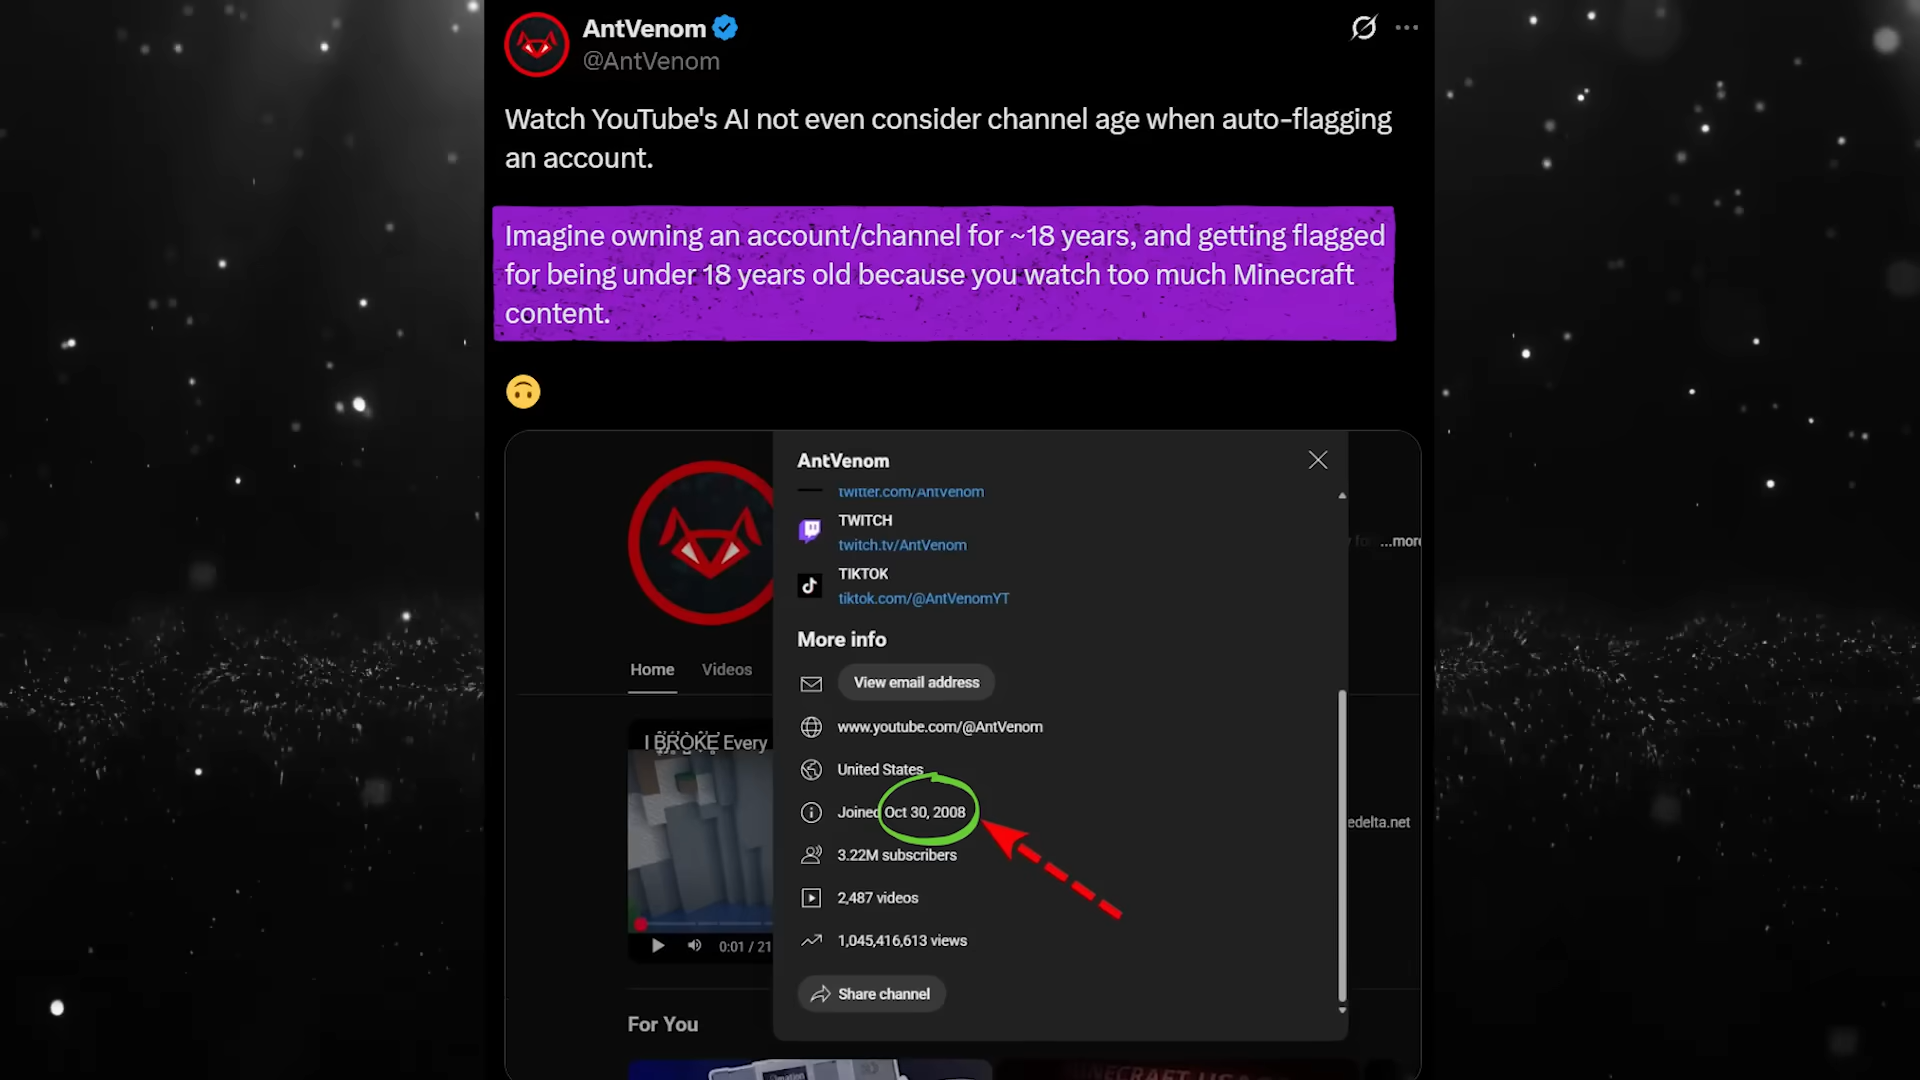 AntVenom
@AntVenom
Watch YouTube's AI not even consider channel age when auto-flagging
an account.
Imagine owning an account/channel for ~18 years, and getting flagged
for being under 18 years old because you watch too much Minecraft
content.
AntVenom
twitter.com/AntVenom
TWITCH
twitch.tv/AntVenom
TIKTOK
tiktok.com/@AntVenomYT
...more
More info
Home Videos
View email address
www.youtube.com/@AntVenom
I BROKE Every
United States
Joined Oct 30, 2008
edelta.net
3.22M subscribers
2,487 videos
1,045,416,613 views
0:01 / 21
Share channel
For You